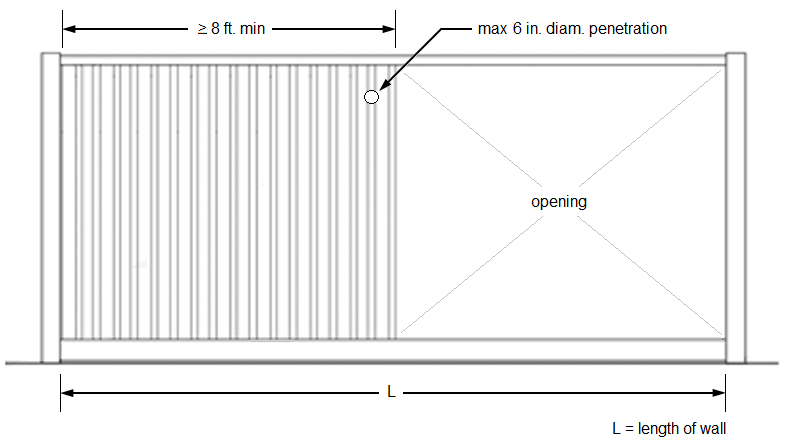 ≥ 8 ft. min
max 6 in. diam. penetration
opening
L
L = length of wall